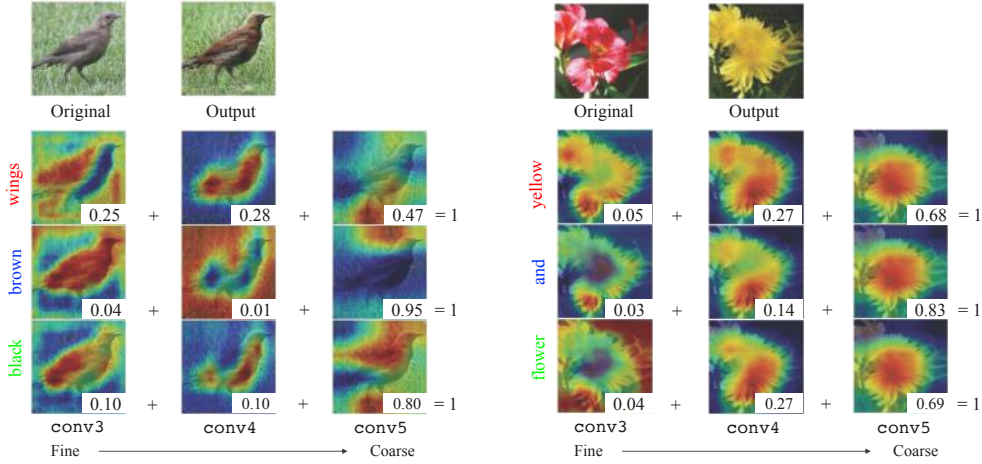 Original Output
wings 0.25 + 0.28 + 0.47 = 1
brown 0.04 + 0.01 + 0.95 = 1
black 0.10 + 0.10 + 0.80 = 1
conv3 conv4 conv5
Fine Coarse
Original Output
yellow 0.05 + 0.27 + 0.68 = 1
and 0.03 + 0.14 + 0.83 = 1
flower 0.04 + 0.27 + 0.69 = 1
conv3 conv4 conv5
Fine Coarse